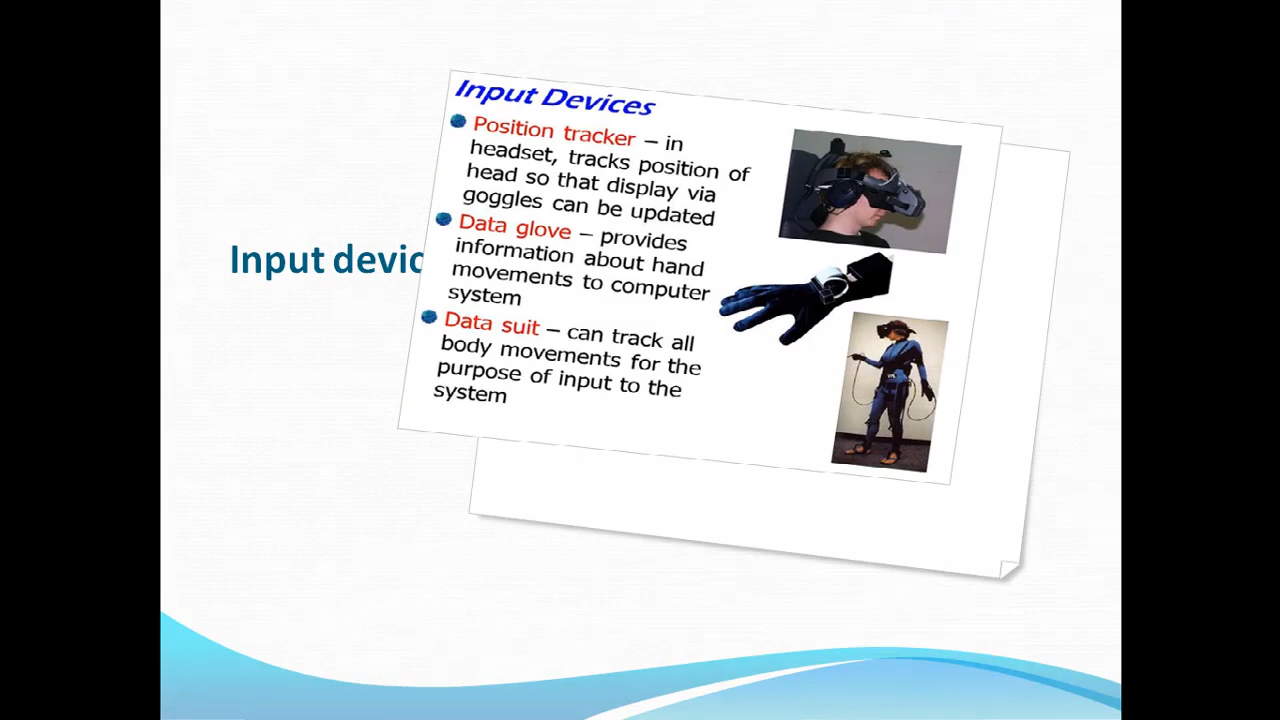 Input devic
Input Devices
Position tracker – in
headset, tracks position of
head so that display via
goggles can be updated
Data glove – provides
information about hand
movements to computer
system
Data suit – can track all
body movements for the
purpose of input to the
system